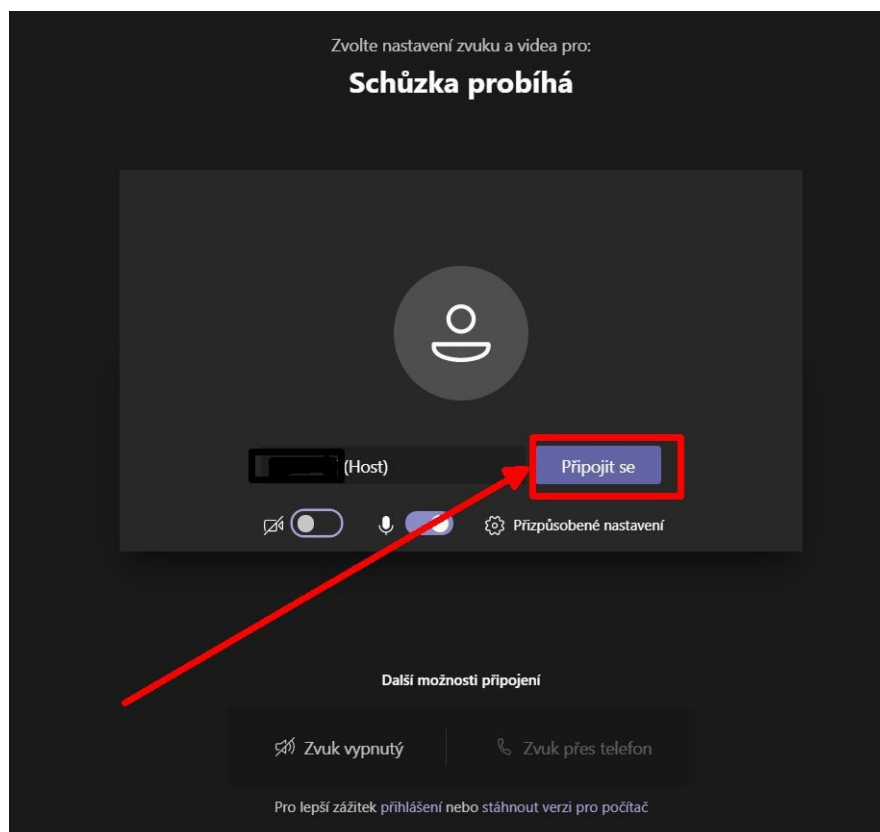 Zvolte nastavení zvuku a videa pro:
Schůzka probíhá
(Host)
Připojit se
Přizpůsobené nastavení
Další možnosti připojení
Zvuk vypnutý
Zvuk přes telefon
Pro lepší zážitek přihlášení nebo stáhnout verzi pro počítač